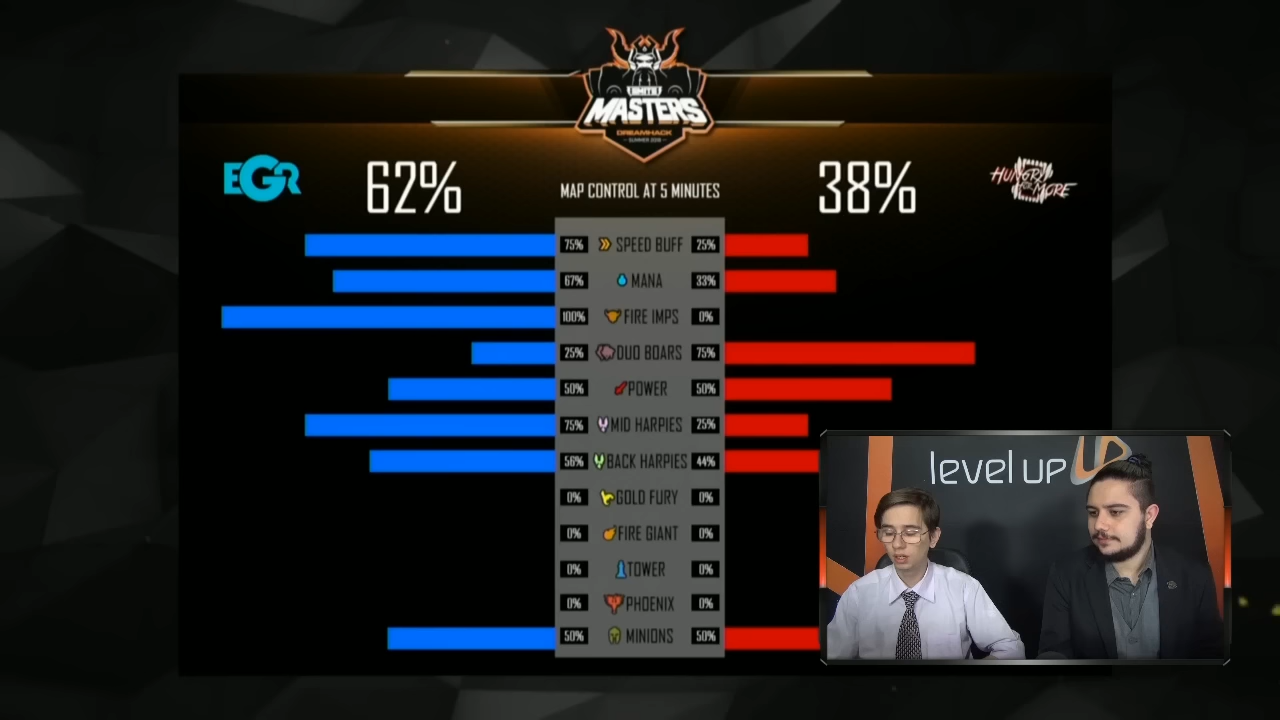 SMITE
MASTERS
DREAMHACK
EGR
62%
MAP CONTROL AT 5 MINUTES
38%
HUNGRY
FOR
MORE
75% SPEED BUFF 25%
67% MANA 33%
100% FIRE IMPS 0%
25% DUO BOARS 75%
50% POWER 50%
75% MID HARPIES 25%
56% BACK HARPIES 44%
0% GOLD FURY 0%
0% FIRE GIANT 0%
0% TOWER 0%
0% PHOENIX 0%
50% MINIONS 50%
level up UP